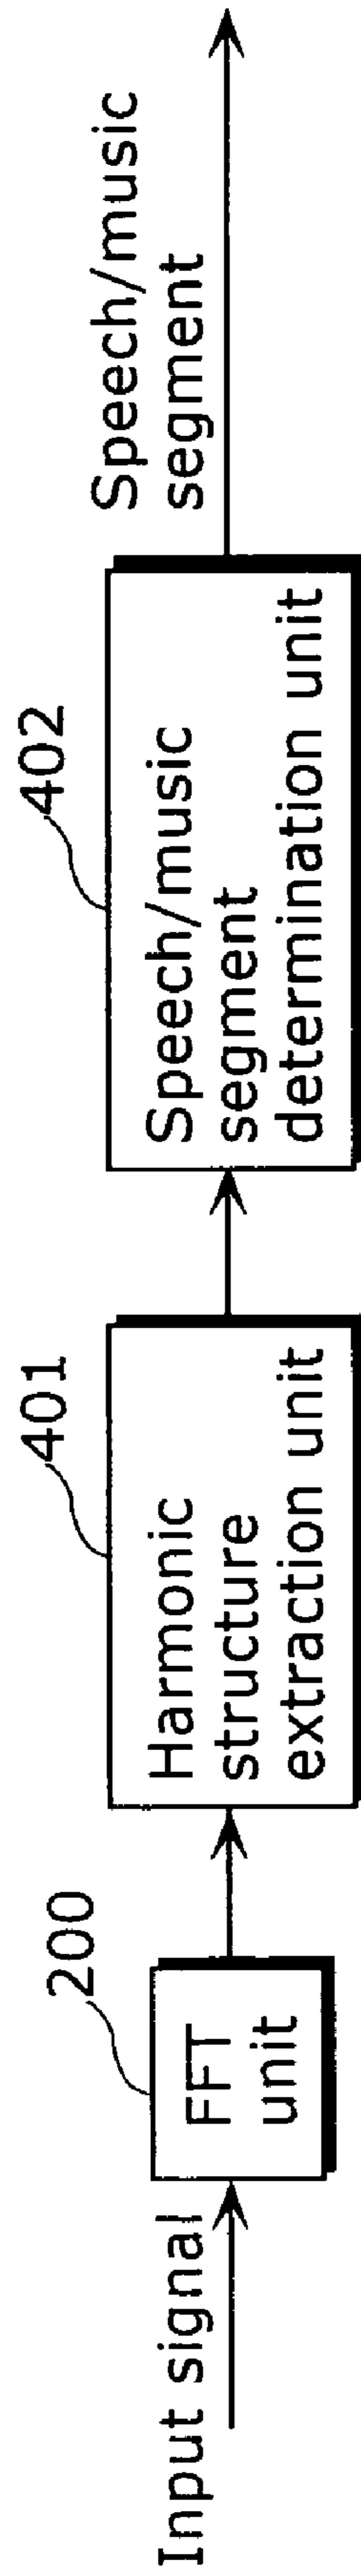 Input signal
200
FFT
unit
401
Harmonic
structure
extraction unit
402
Speech/music
segment
determination unit
Speech/music
segment